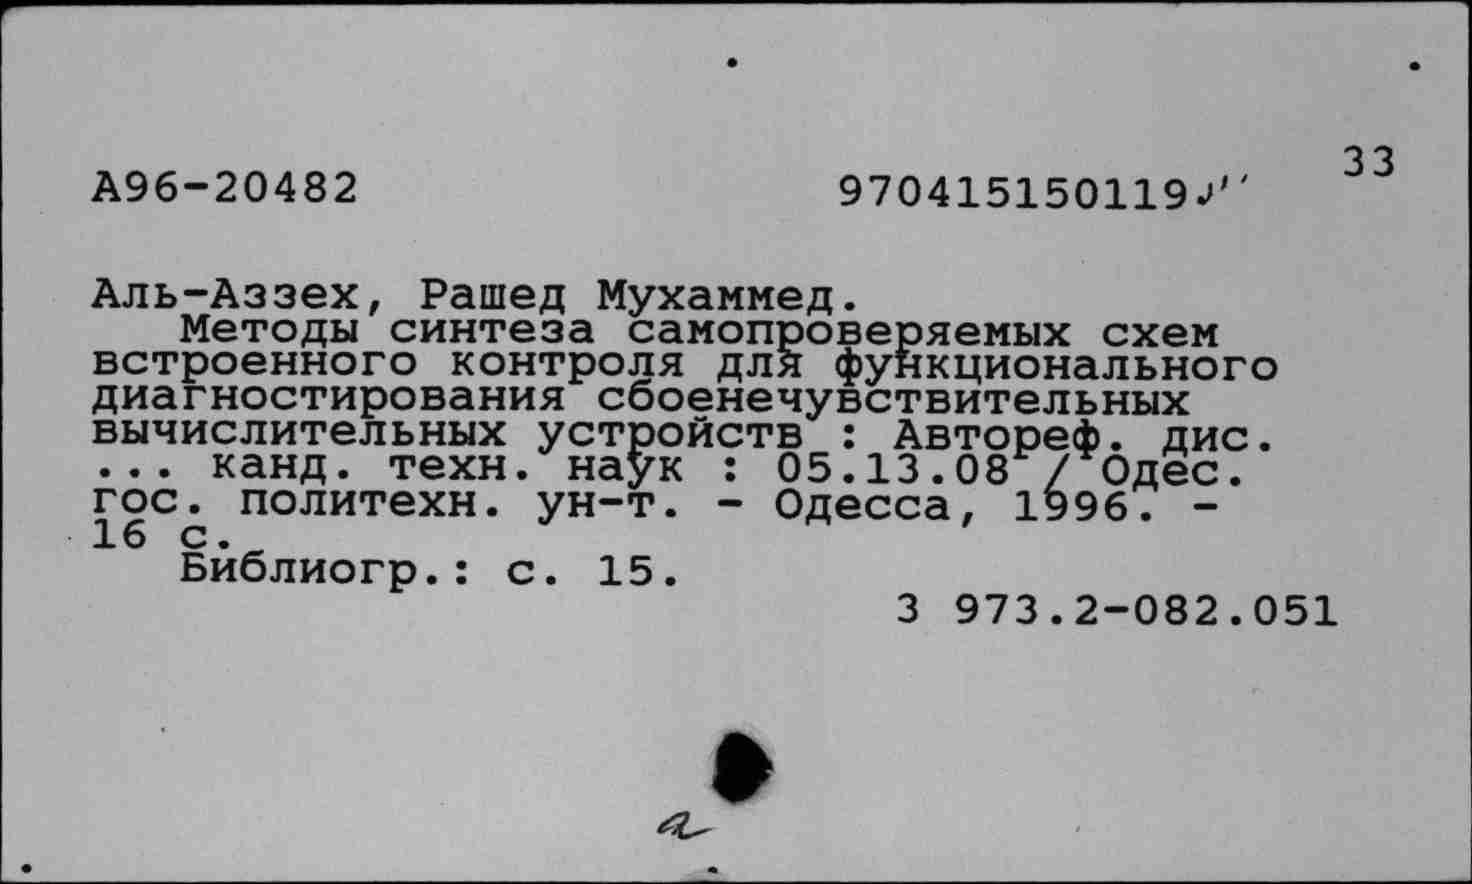 33
А96-20482 970415150119
Аль-Аззех, Рашед Мухаммед.
Методы синтеза самопроверяемых схем
встроенного контроля для функционального
диагностирования сбоенечувствительных
вычислительных устройств : Автореф. дис.
... канд. техн. наук : 05.13.08 / Одес.
гос. политехн. ун-т. - Одесса, 1996. -
16 с.
Библиогр.: с. 15.
З 973.2-082.051